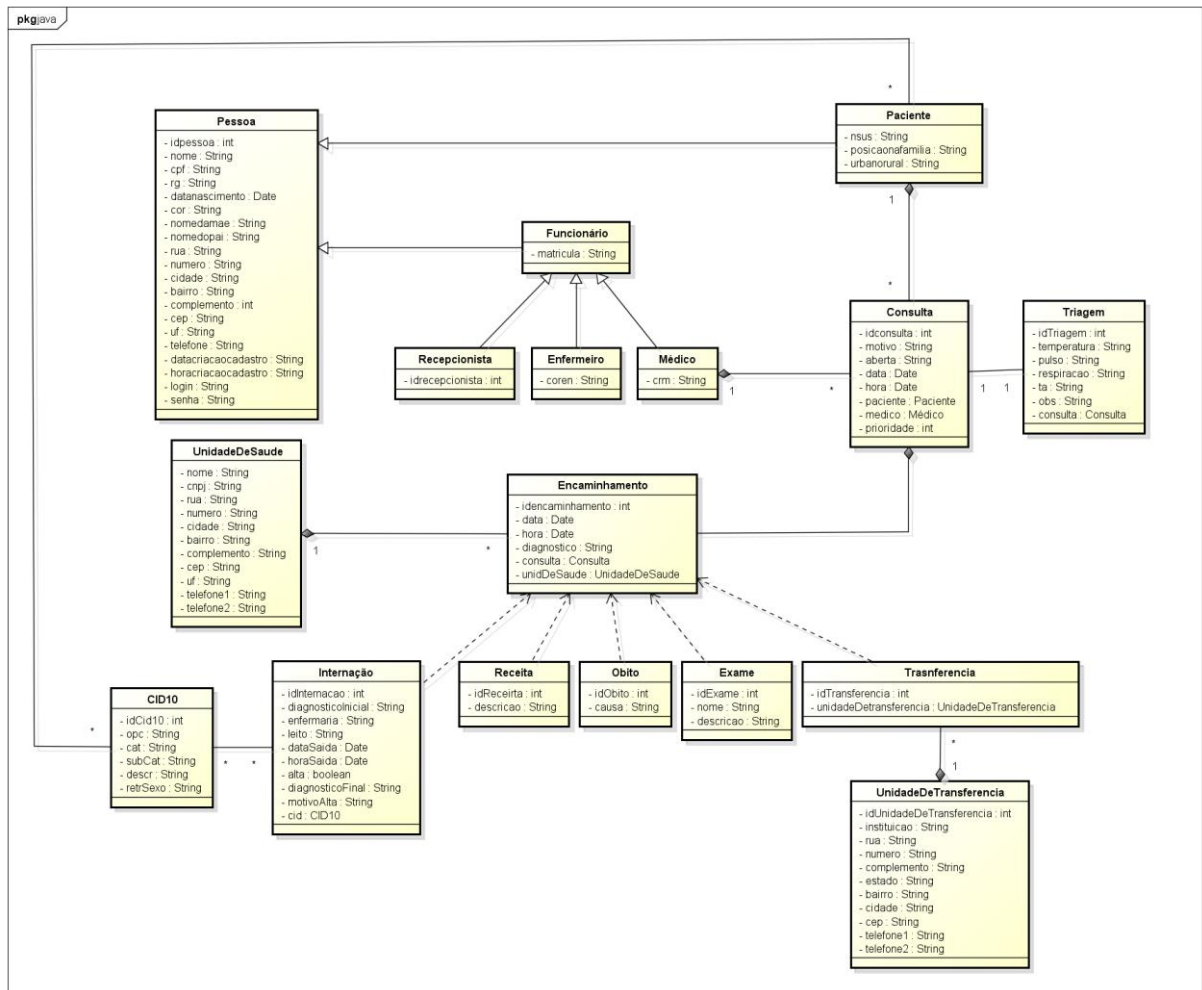 pkg java
*
Pessoa
- idpessoa : int
- nome : String
- cpf : String
- rg : String
- datanascimento : Date
- cor : String
- nomedamae : String
- nomedopai : String
- rua : String
- numero : String
- cidade : String
- bairro : String
- complemento : int
- cep : String
- uf : String
- telefone : String
- datacriacaocadastro : String
- horacriacaocadastro : String
- login : String
- senha : String
Paciente
- nsus : String
- posicaonafamilia : String
- urbanorural : String
1
*
Funcionário
- matricula : String
Recepcionista
- idrecepcionista : int
Enfermeiro
- coren : String
Médico
- crm : String
1
*
Consulta
- idconsulta : int
- motivo : String
- aberta : String
- data : Date
- hora : Date
- paciente : Paciente
- medico : Médico
- prioridade : int
1
1
Triagem
- idTriagem : int
- temperatura : String
- pulso : String
- respiracao : String
- ta : String
- obs : String
- consulta : Consulta
UnidadeDeSaude
- nome : String
- cnpj : String
- rua : String
- numero : String
- cidade : String
- bairro : String
- complemento : String
- cep : String
- uf : String
- telefone1 : String
- telefone2 : String
1
*
Encaminhamento
- idencaminhamento : int
- data : Date
- hora : Date
- diagnostico : String
- consulta : Consulta
- unidDeSaude : UnidadeDeSaude
CID10
- idCid10 : int
- opc : String
- cat : String
- subCat : String
- descr : String
- retrSexo : String
*
*
*
Internação
- idInternacao : int
- diagnosticoInicial : String
- enfermaria : String
- leito : String
- dataSaida : Date
- horaSaida : Date
- alta : boolean
- diagnosticoFinal : String
- motivoAlta : String
- cid : CID10
Receita
- idReceirta : int
- descricao : String
Obito
- idObito : int
- causa : String
Exame
- idExame : int
- nome : String
- descricao : String
Trasnferencia
- idTransferencia : int
- unidadeDetransferencia : UnidadeDeTransferencia
*
1
UnidadeDeTransferencia
- idUnidadeDeTransferencia : int
- instituicao : String
- rua : String
- numero : String
- complemento : String
- estado : String
- bairro : String
- cidade : String
- cep : String
- telefone1 : String
- telefone2 : String